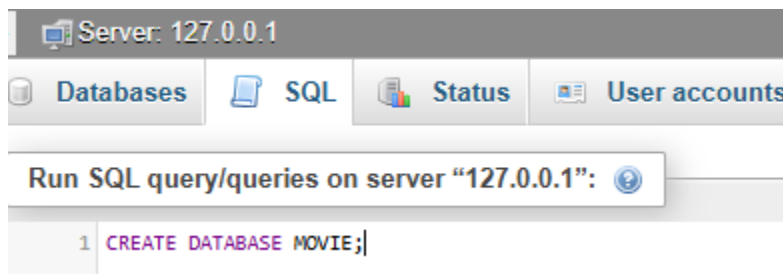 Server: 127.0.0.1
Databases SQL Status User accounts
Run SQL query/queries on server “127.0.0.1”:
1 CREATE DATABASE MOVIE;